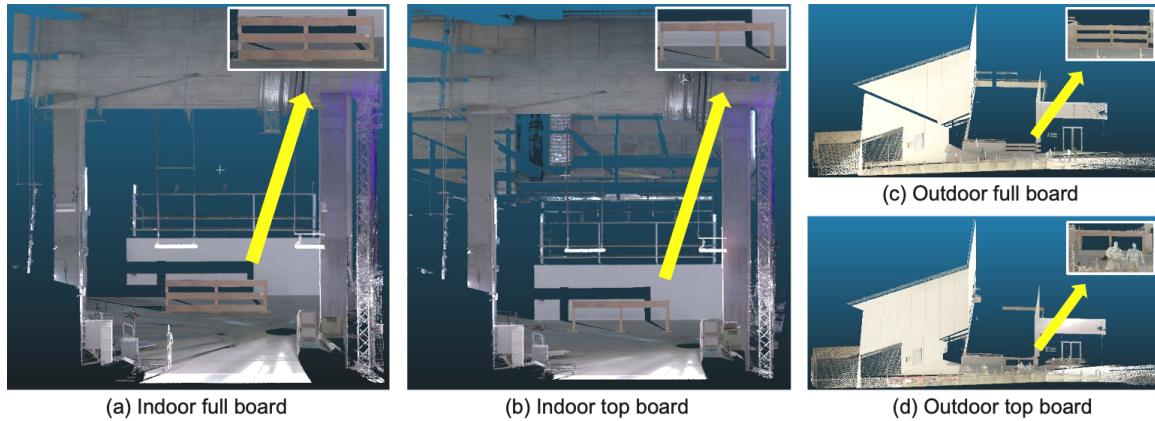 (a) Indoor full board
(b) Indoor top board
(c) Outdoor full board
(d) Outdoor top board